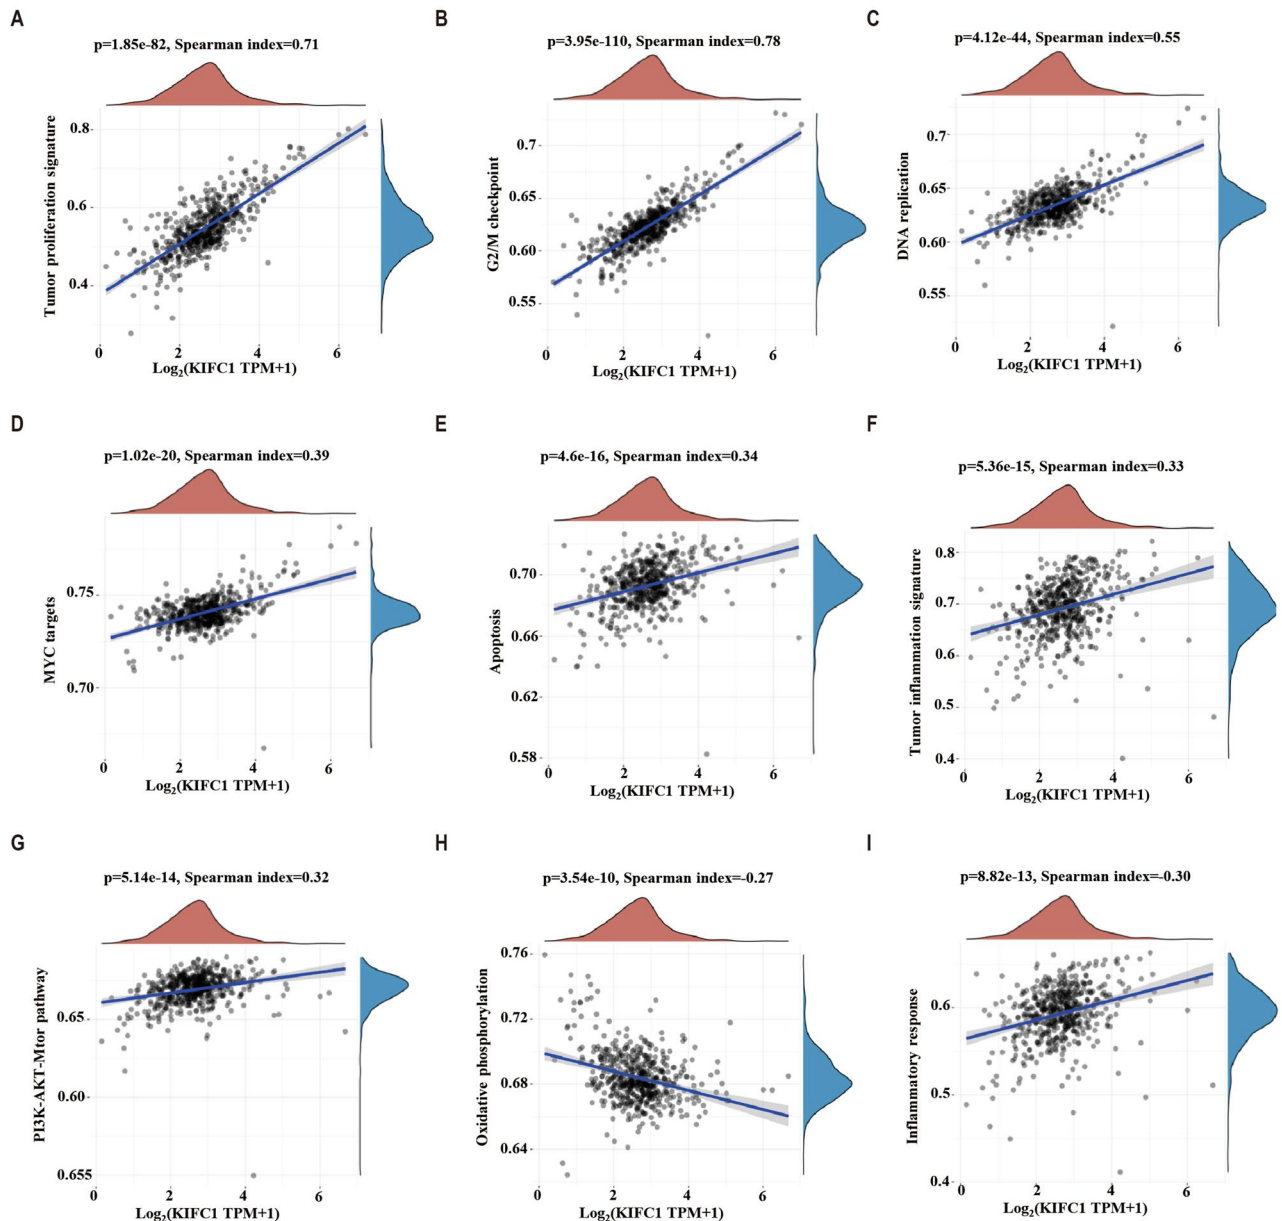 A
p=1.85e-82, Spearman index=0.71
Tumor proliferation signature
0.8
0.6
0.4
0 2 4 6
Log₂(KIFC1 TPM+1)
B
p=3.95e-110, Spearman index=0.78
G2/M checkpoint
0.7
0.65
0.60
0.55
0 2 4 6
Log₂(KIFC1 TPM+1)
C
p=4.12e-44, Spearman index=0.55
DNA replication
0.7
0.65
0.60
0.55
0 2 4 6
Log₂(KIFC1 TPM+1)
D
p=1.02e-20, Spearman index=0.39
MYC targets
0.75
0.70
0 2 4 6
Log₂(KIFC1 TPM+1)
E
p=4.6e-16, Spearman index=0.34
Apoptosis
0.70
0.66
0.62
0.58
0 2 4 6
Log₂(KIFC1 TPM+1)
F
p=5.36e-15, Spearman index=0.33
Tumor inflammation signature
0.8
0.7
0.6
0.5
0.4
0 2 4 6
Log₂(KIFC1 TPM+1)
G
p=5.14e-14, Spearman index=0.32
PI3K-AKT-Mtor pathway
0.65
0.60
0.655
0 2 4 6
Log₂(KIFC1 TPM+1)
H
p=3.54e-10, Spearman index=-0.27
Oxidative phosphorylation
0.76
0.72
0.68
0.64
0 2 4 6
Log₂(KIFC1 TPM+1)
I
p=8.82e-13, Spearman index=-0.30
Inflammatory response
0.6
0.5
0.4
0 2 4 6
Log₂(KIFC1 TPM+1)